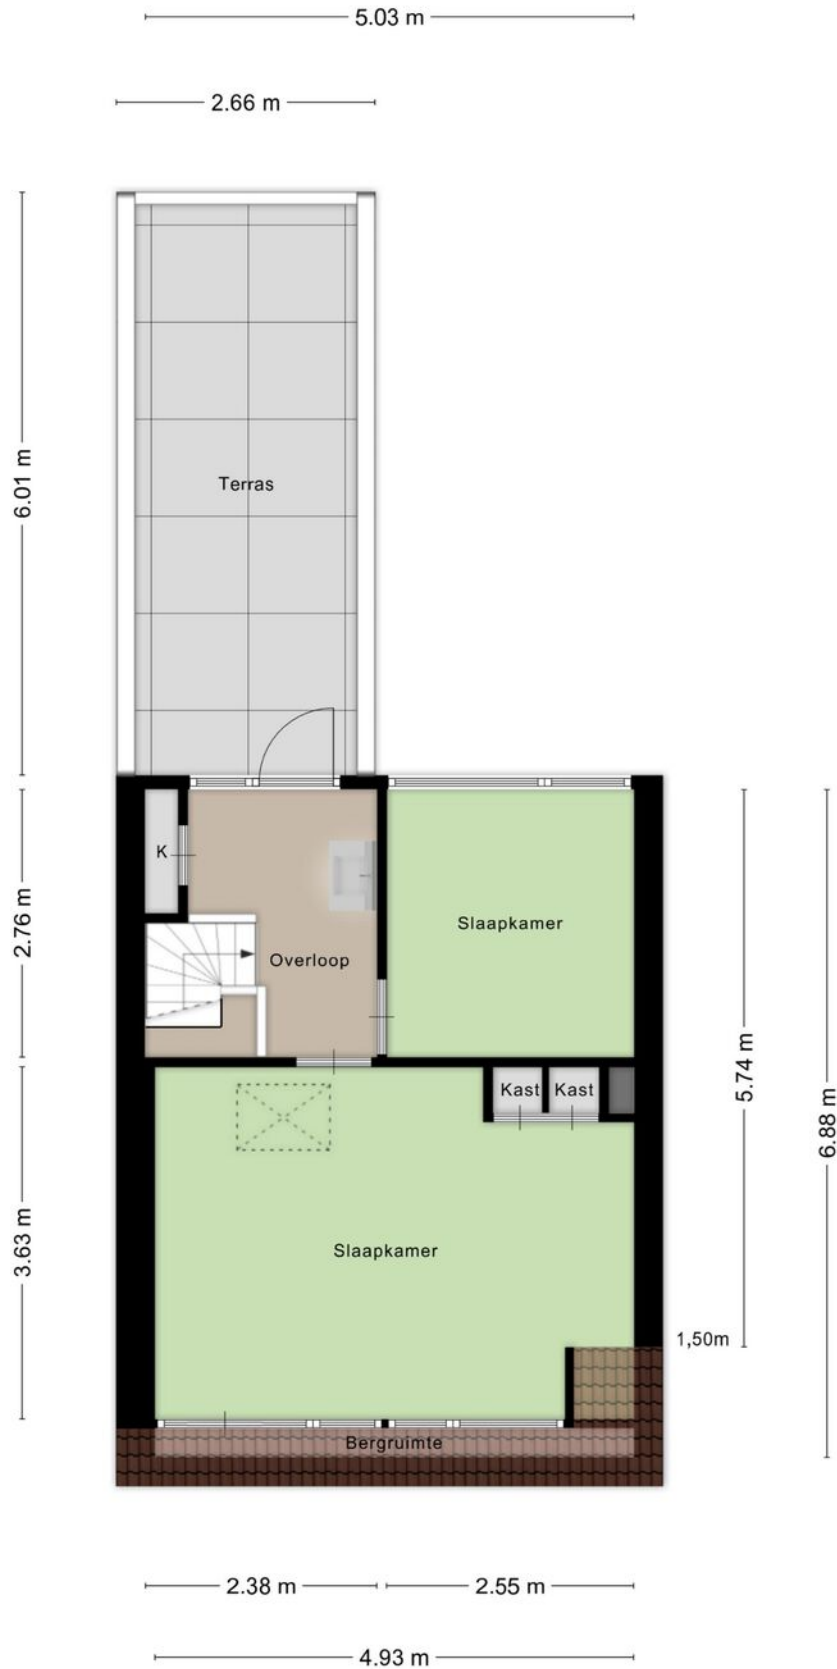 5.03 m
2.66 m
6.01 m
Terras
K
2.76 m
Slaapkamer
Overloop
5.74 m
6.88 m
Kast
Kast
3.63 m
Slaapkamer
1,50m
Bergruimte
2.38 m
2.55 m
4.93 m